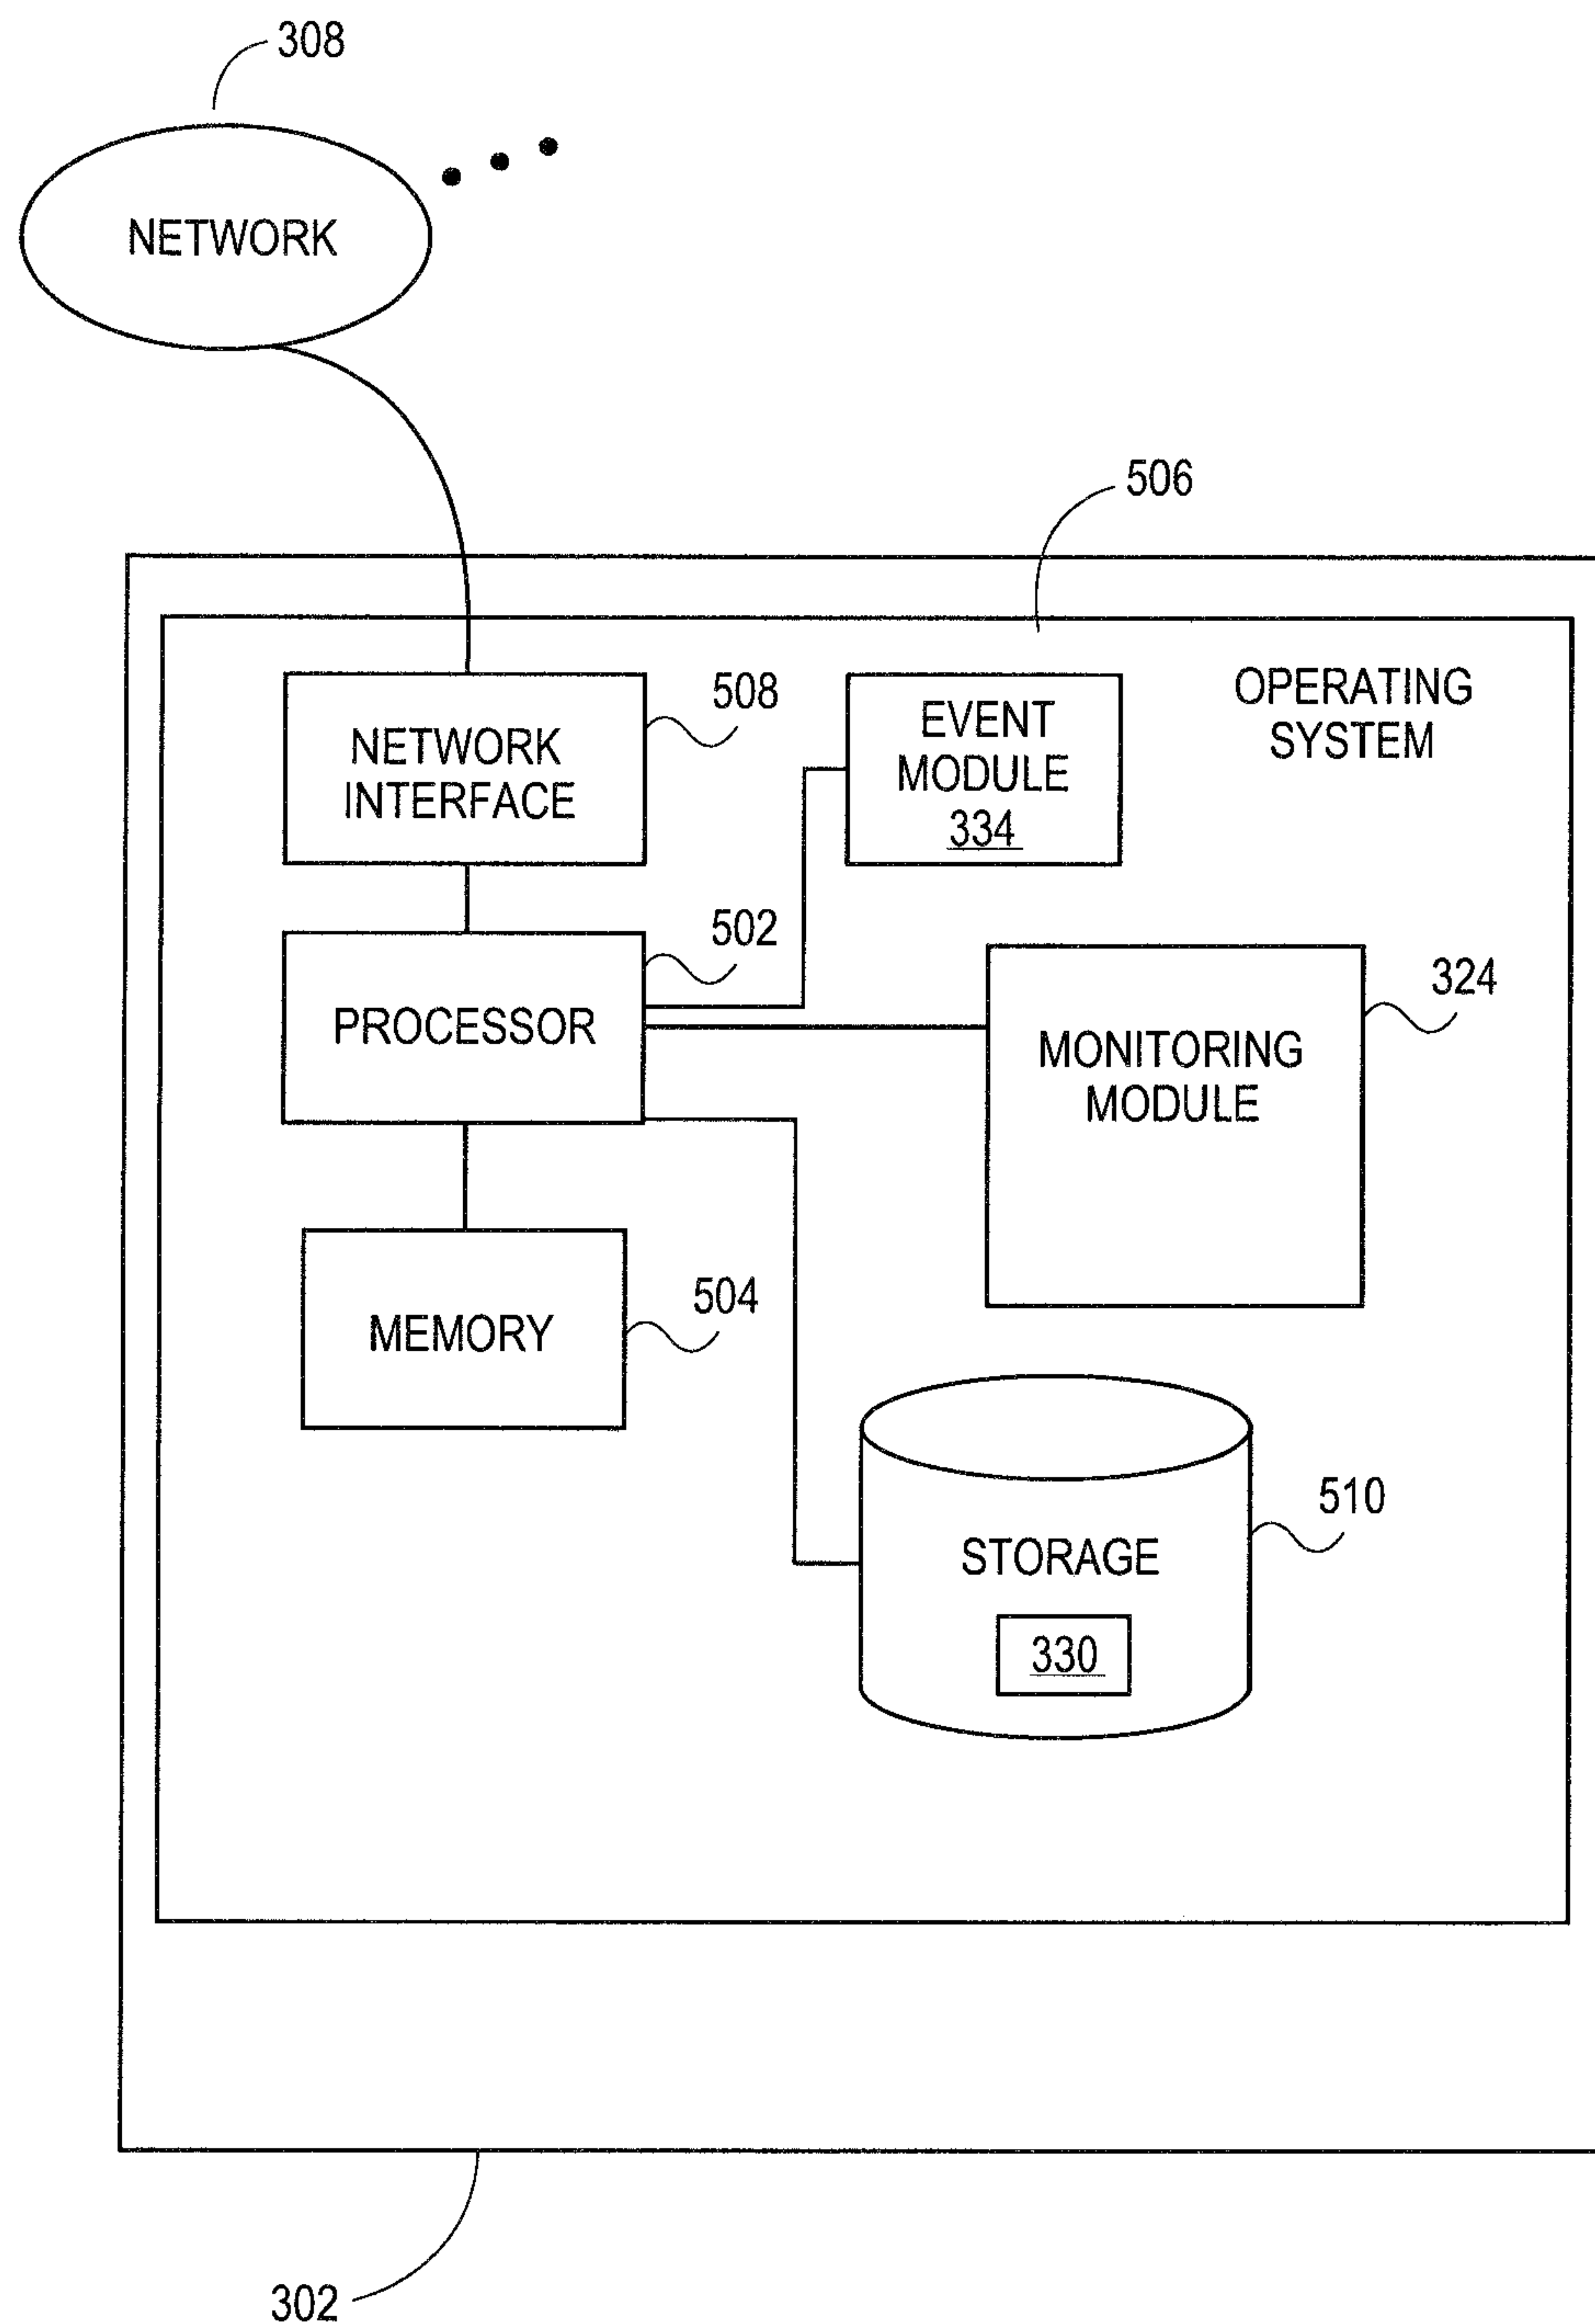 308
NETWORK
506
OPERATING
SYSTEM
NETWORK
INTERFACE
508
EVENT
MODULE
334
PROCESSOR
502
MONITORING
MODULE
324
MEMORY
504
STORAGE
510
330
302